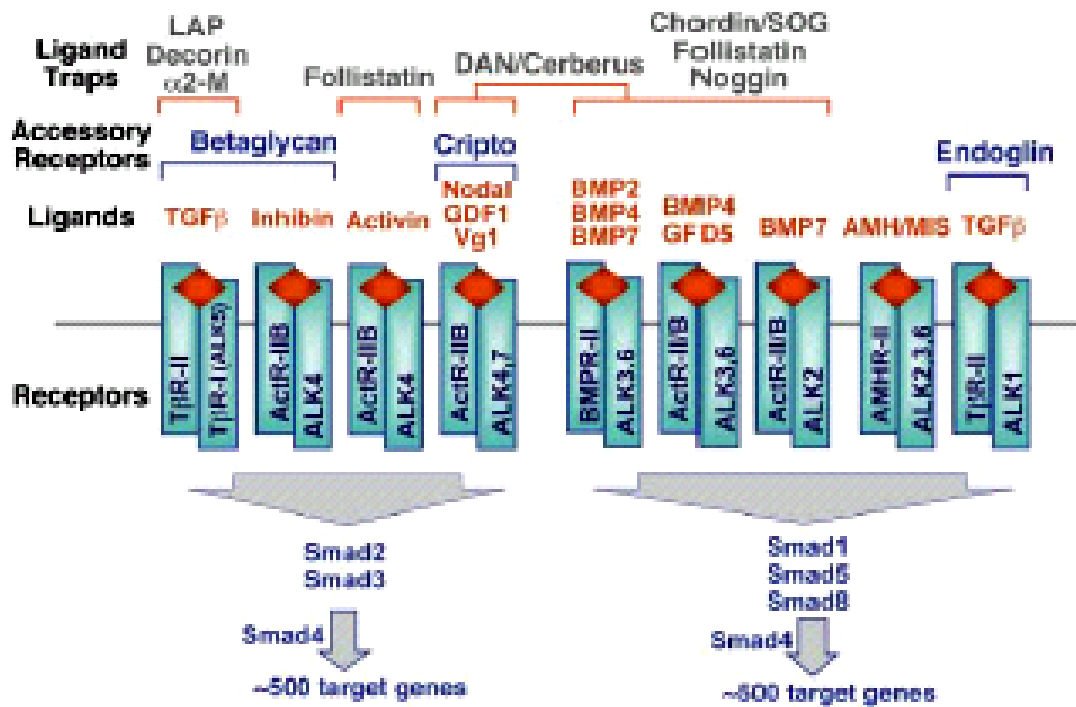 Ligand
Traps
LAP
Decorin
α2-M
Follistatin
DAN/Cerberus
Chordin/SOG
Follistatin
Noggin
Accessory
Receptors
Betaglycan
Cripto
Endoglin
Ligands
TGFβ
Inhibin
Activin
Nodal
GDF1
Vg1
BMP2
BMP4
BMP7
BMP4
GFD5
BMP7
AMH/MIS
TGFβ
Receptors
TβR-II
TβR-I (ALK5)
ActR-IIB
ALK4
ActR-IIB
ALK4
ActR-IIB
ALK4,7
BMPR-II
ALK3,6
ActR-II/B
ALK3,6
ActR-II/B
ALK2
AMHR-II
ALK2,3,6
TβR-II
ALK1
Smad2
Smad3
Smad4
~500 target genes
Smad1
Smad5
Smad8
Smad4
~500 target genes